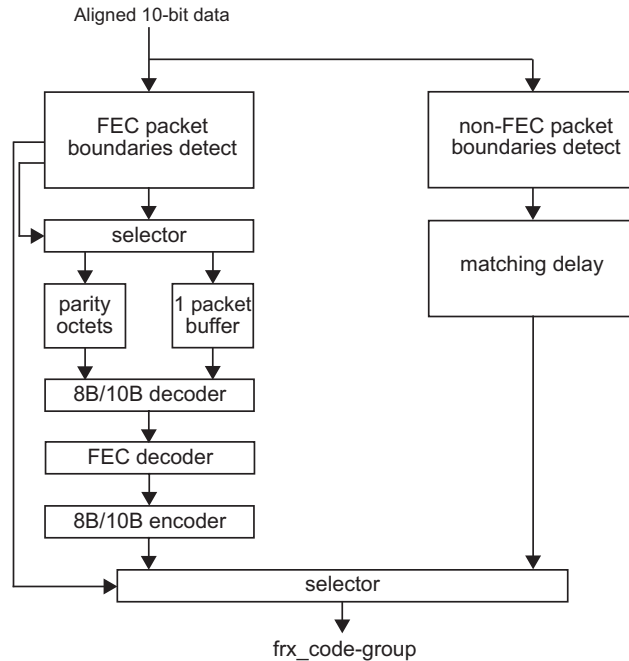 Aligned 10-bit data
FEC packet
boundaries detect
non-FEC packet
boundaries detect
selector
matching delay
parity
octets
1 packet
buffer
8B/10B decoder
FEC decoder
8B/10B encoder
selector
frx_code-group